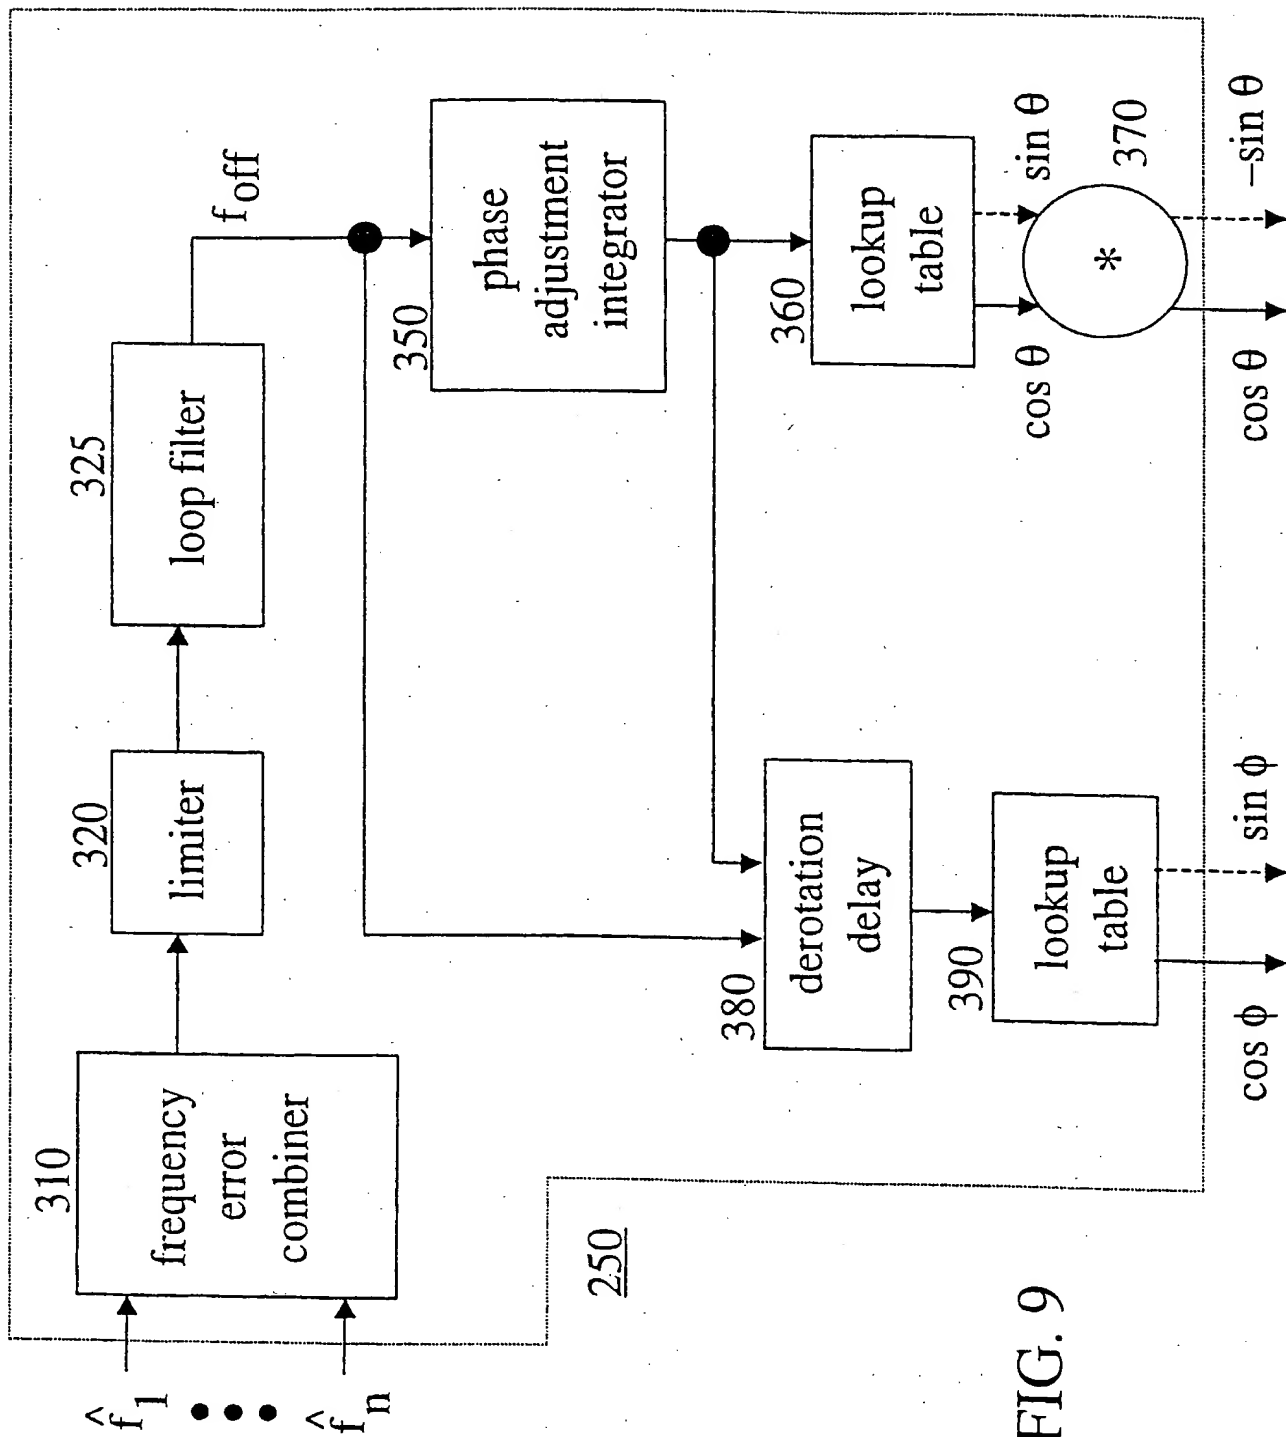 f̂1
• • •
f̂n
310
frequency
error
combiner
320
limiter
325
loop filter
foff
350
phase
adjustment
integrator
360
lookup
table
cos θ
sin θ
*
370
cos θ
–sin θ
380
derotation
delay
390
lookup
table
cos ϕ
sin ϕ
250
FIG. 9